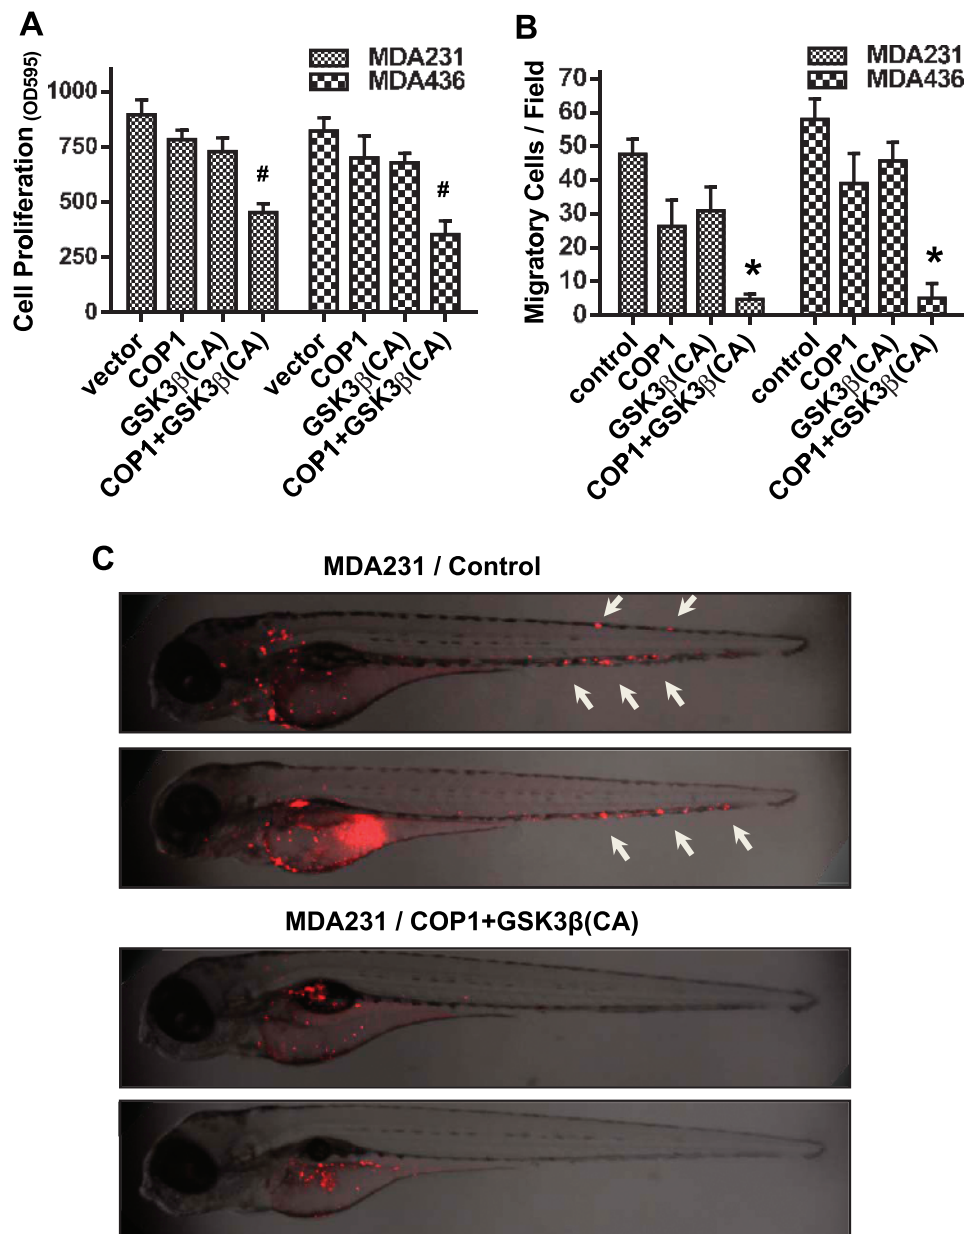 A
MDA231
MDA436
Cell Proliferation (OD595)
1000
750
500
250
0
#
#
vector
COP1
GSK3β(CA)
COP1+GSK3β(CA)
vector
COP1
GSK3β(CA)
COP1+GSK3β(CA)
B
MDA231
MDA436
Migratory Cells / Field
70
60
50
40
30
20
10
0
*
*
control
COP1
GSK3β(CA)
COP1+GSK3β(CA)
control
COP1
GSK3β(CA)
COP1+GSK3β(CA)
C
MDA231 / Control
MDA231 / COP1+GSK3β(CA)